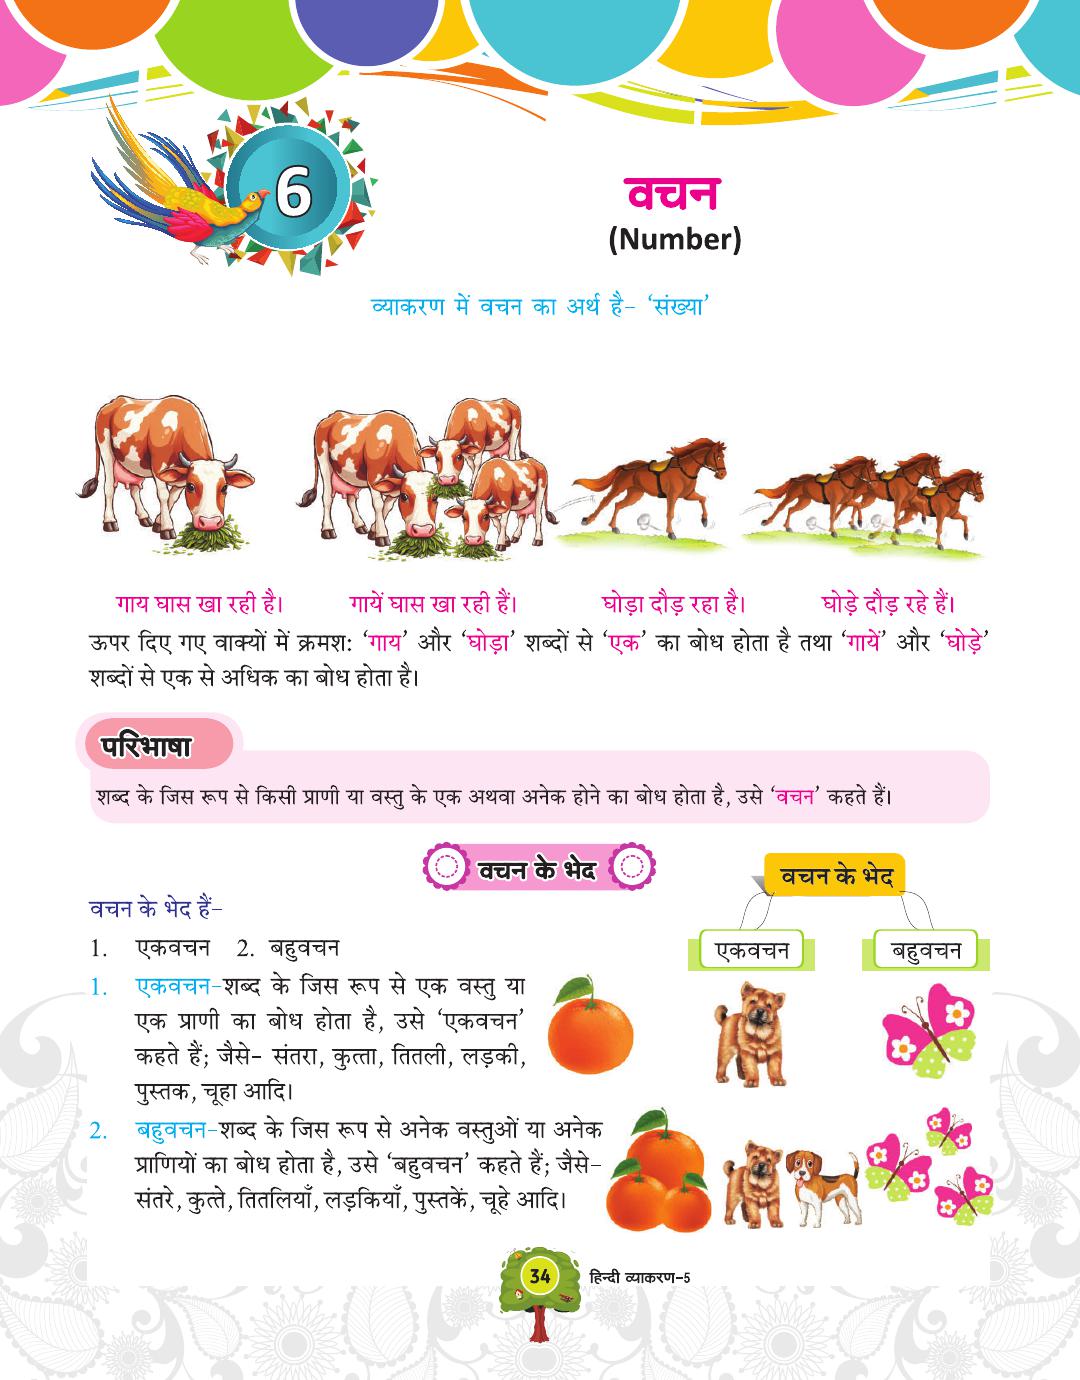 6
वचन
(Number)
व्याकरण में वचन का अर्थ है– ‘संख्या’
गाय घास खा रही है। गायें घास खा रही हैं। घोड़ा दौड़ रहा है। घोड़े दौड़ रहे हैं।
ऊपर दिए गए वाक्यों में क्रमश: ‘गाय’ और ‘घोड़ा’ शब्दों से ‘एक’ का बोध होता है तथा ‘गायें’ और ‘घोड़े’
शब्दों से एक से अधिक का बोध होता है।
परिभाषा
शब्द के जिस रूप से किसी प्राणी या वस्तु के एक अथवा अनेक होने का बोध होता है, उसे ‘वचन’ कहते हैं।
वचन के भेद
वचन के भेद हैं–
1. एकवचन 2. बहुवचन
1. एकवचन–शब्द के जिस रूप से एक वस्तु या
एक प्राणी का बोध होता है, उसे ‘एकवचन’
कहते हैं; जैसे– संतरा, कुत्ता, तितली, लड़की,
पुस्तक, चूहा आदि।
2. बहुवचन–शब्द के जिस रूप से अनेक वस्तुओं या अनेक
प्राणियों का बोध होता है, उसे ‘बहुवचन’ कहते हैं; जैसे–
संतरे, कुत्ते, तितलियाँ, लड़कियाँ, पुस्तकें, चूहे आदि।
वचन के भेद
एकवचन बहुवचन
34 हिन्दी व्याकरण–5